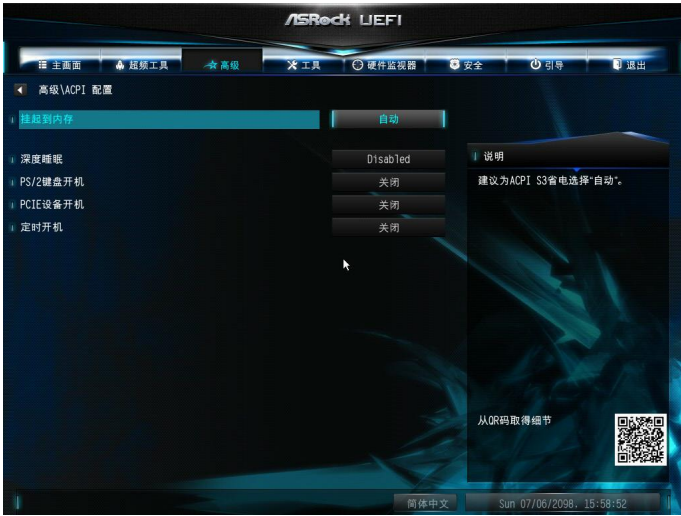 ASRock UEFI
主画面 超频工具 高级 工具 硬件监视器 安全 引导 退出
高级\ACPI 配置
挂起到内存 自动
深度睡眠 Disabled
PS/2键盘开机 关闭
PCIE设备开机 关闭
定时开机 关闭
说明
建议为ACPI S3省电选择“自动”。
从QR码取得细节
简体中文 Sun 07/06/2098. 15:58:52